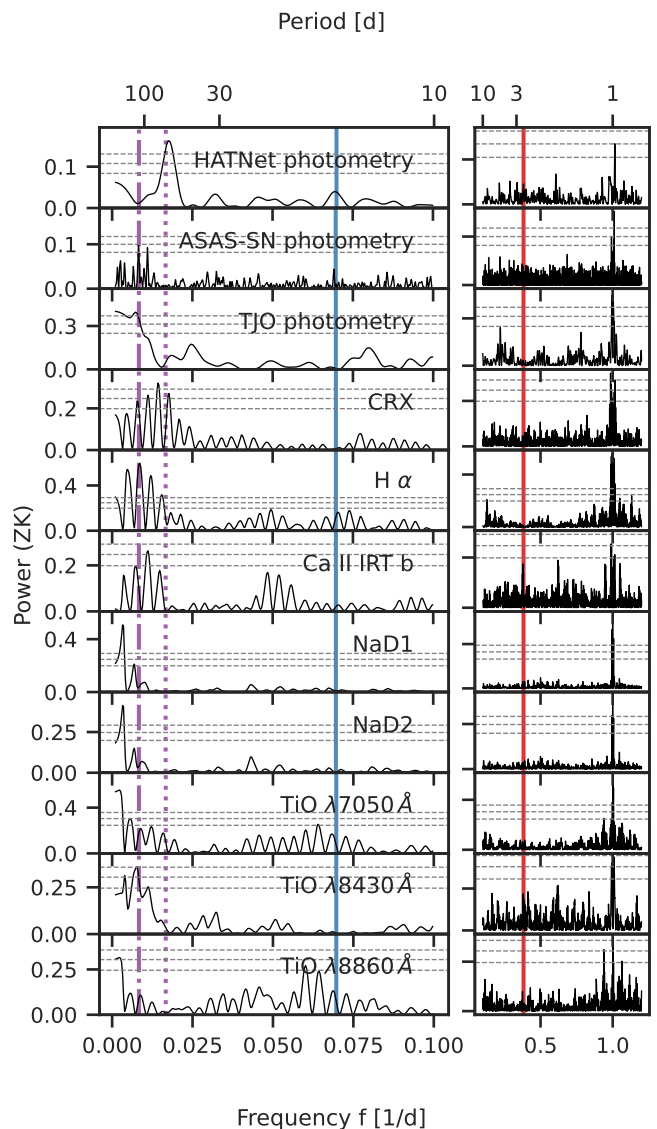 Period [d]
100 30 10 10 3 1
HATNet photometry
0.1
0.0
ASAS-SN photometry
0.1
0.0
TJO photometry
0.3
0.0
CRX
0.2
0.0
H α
0.4
0.0
Ca II IRT b
0.2
0.0
NaD1
0.4
0.0
NaD2
0.25
0.00
TiO λ7050 Å
0.4
0.0
TiO λ8430 Å
0.25
0.00
TiO λ8860 Å
0.25
0.00
Power (ZK)
0.000 0.025 0.050 0.075 0.100 0.5 1.0
Frequency f [1/d]